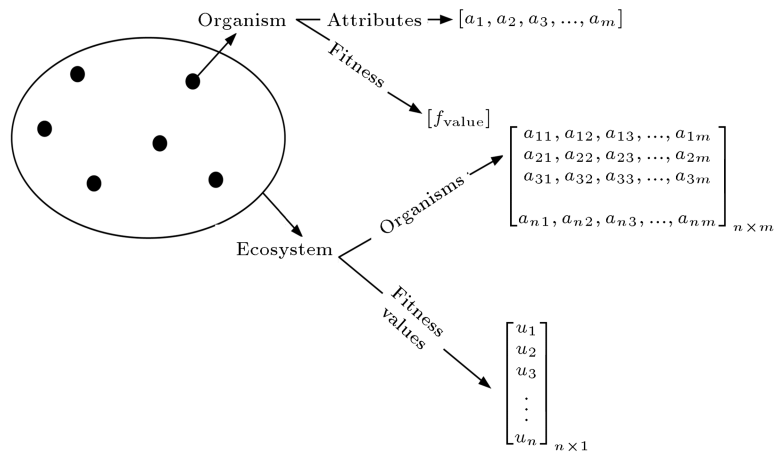 Organism
Attributes
[a₁, a₂, a₃, ..., aₘ]
Fitness
[f_value]
a₁₁, a₁₂, a₁₃, ..., a₁ₘ
a₂₁, a₂₂, a₂₃, ..., a₂ₘ
a₃₁, a₃₂, a₃₃, ..., a₃ₘ
aₙ₁, aₙ₂, aₙ₃, ..., aₙₘ
n×m
Organisms
Ecosystem
Fitness
values
u₁
u₂
u₃
⋮
uₙ
n×1